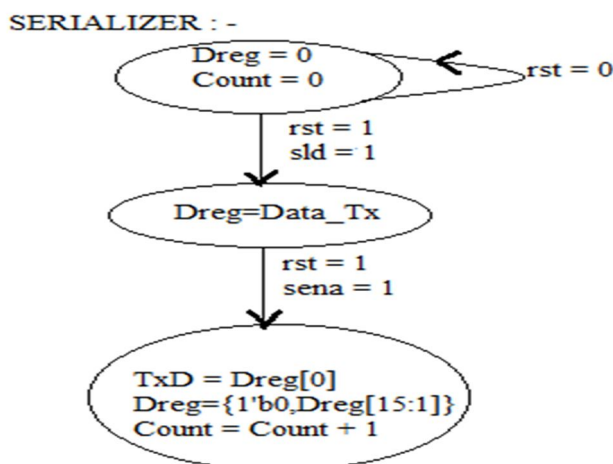 SERIALIZER : -
Dreg = 0
Count = 0
rst = 0
rst = 1
sld = 1
Dreg=Data_Tx
rst = 1
sena = 1
TxD = Dreg[0]
Dreg={1'b0,Dreg[15:1]}
Count = Count + 1